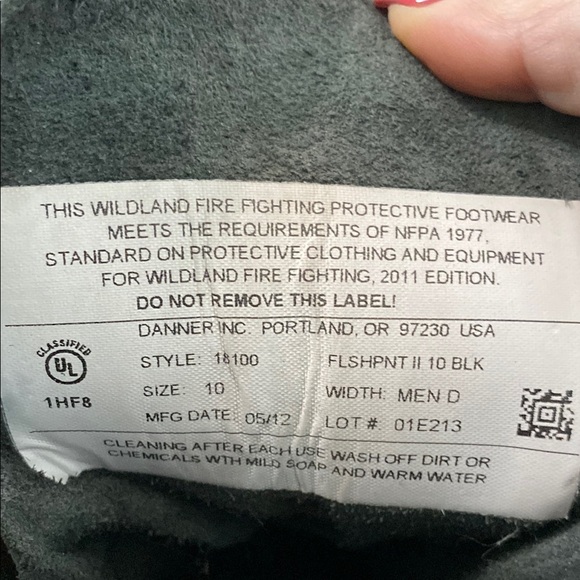 THIS WILDLAND FIRE FIGHTING PROTECTIVE FOOTWEAR
MEETS THE REQUIREMENTS OF NFPA 1977,
STANDARD ON PROTECTIVE CLOTHING AND EQUIPMENT
FOR WILDLAND FIRE FIGHTING, 2011 EDITION.
DO NOT REMOVE THIS LABEL!
DANNER INC. PORTLAND, OR 97230 USA
CLASSIFIED
UL
1HF8
STYLE: 18100 FLSHPNT II 10 BLK
SIZE: 10 WIDTH: MEN D
MFG DATE: 05/12 LOT #: 01E213
CLEANING AFTER EACH USE WASH OFF DIRT OR
CHEMICALS WTH MILD SOAP AND WARM WATER